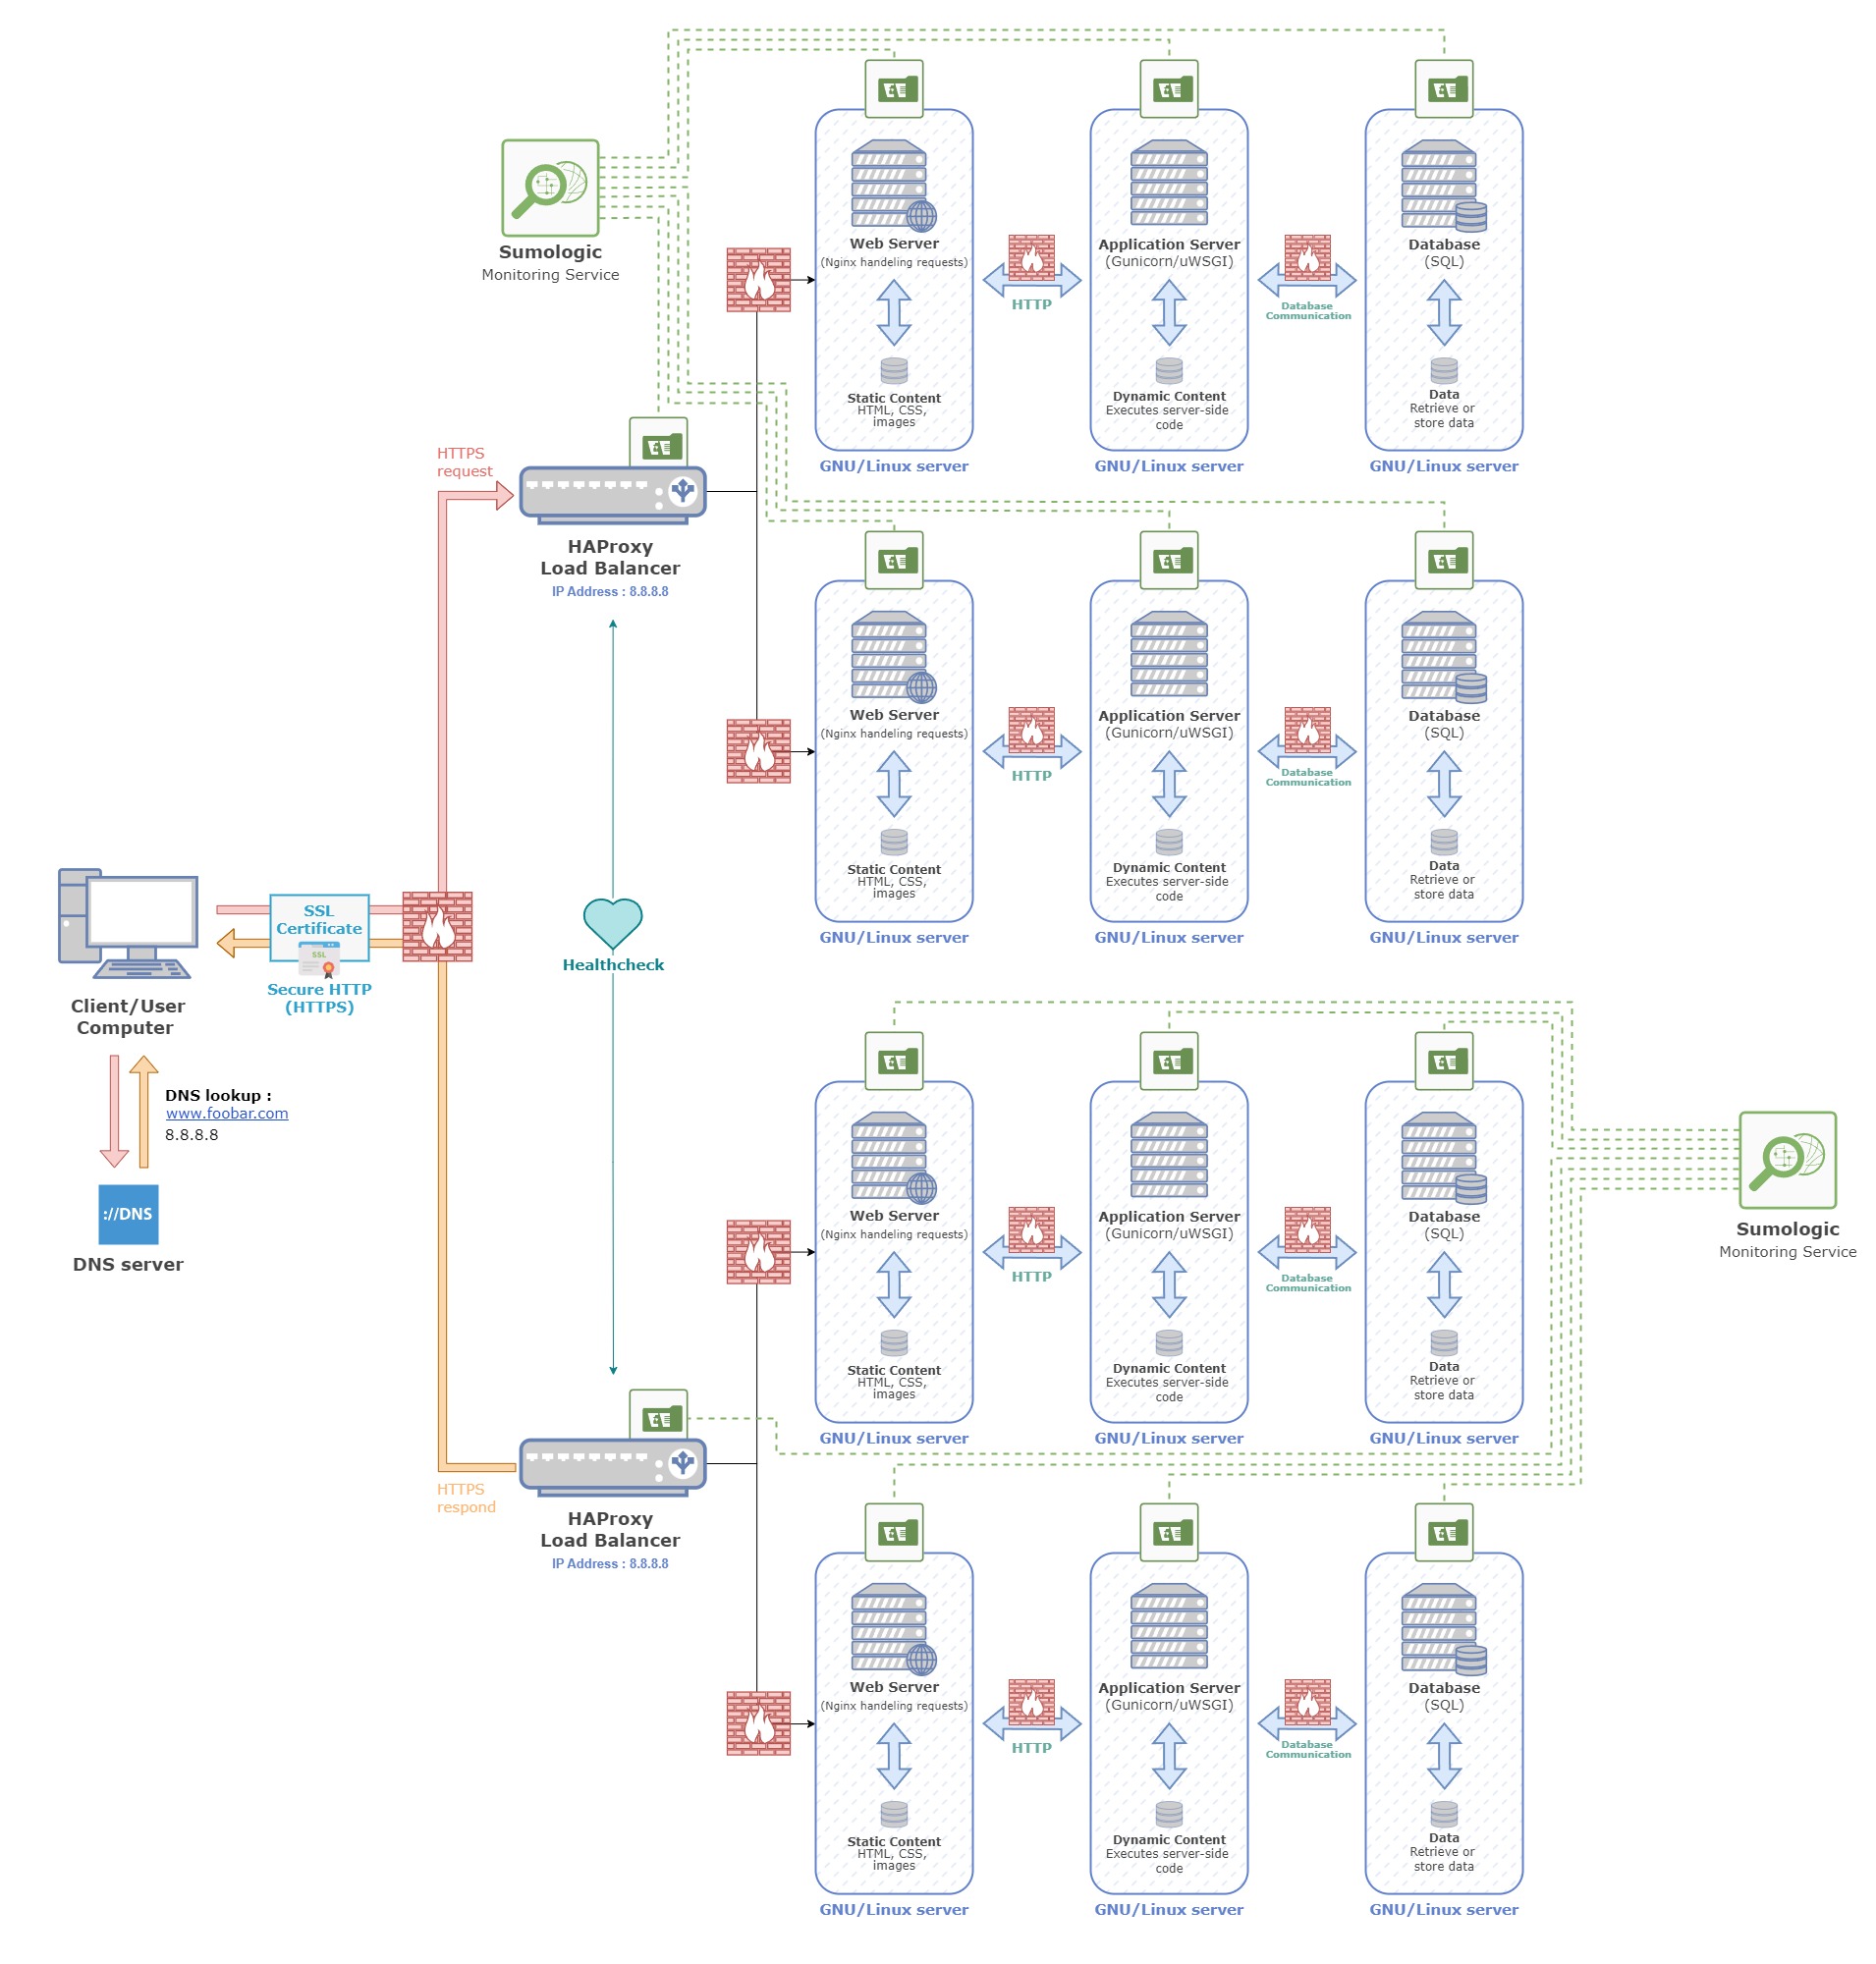 Sumologic
Monitoring Service
Web Server
(Nginx handeling requests)
Static Content
HTML, CSS,
images
GNU/Linux server
HTTP
Application Server
(Gunicorn/uWSGI)
Dynamic Content
Executes server-side
code
GNU/Linux server
Database
Communication
Database
(SQL)
Data
Retrieve or
store data
GNU/Linux server
HTTPS
request
HAProxy
Load Balancer
IP Address : 8.8.8.8
Web Server
(Nginx handeling requests)
Static Content
HTML, CSS,
images
GNU/Linux server
HTTP
Application Server
(Gunicorn/uWSGI)
Dynamic Content
Executes server-side
code
GNU/Linux server
Database
Communication
Database
(SQL)
Data
Retrieve or
store data
GNU/Linux server
SSL
Certificate
SSL
Secure HTTP
(HTTPS)
Client/User
Computer
Healthcheck
DNS lookup :
www.foobar.com
8.8.8.8
://DNS
DNS server
Web Server
(Nginx handeling requests)
Static Content
HTML, CSS,
images
GNU/Linux server
HTTP
Application Server
(Gunicorn/uWSGI)
Dynamic Content
Executes server-side
code
GNU/Linux server
Database
Communication
Database
(SQL)
Data
Retrieve or
store data
GNU/Linux server
Sumologic
Monitoring Service
HTTPS
respond
HAProxy
Load Balancer
IP Address : 8.8.8.8
Web Server
(Nginx handeling requests)
Static Content
HTML, CSS,
images
GNU/Linux server
HTTP
Application Server
(Gunicorn/uWSGI)
Dynamic Content
Executes server-side
code
GNU/Linux server
Database
Communication
Database
(SQL)
Data
Retrieve or
store data
GNU/Linux server